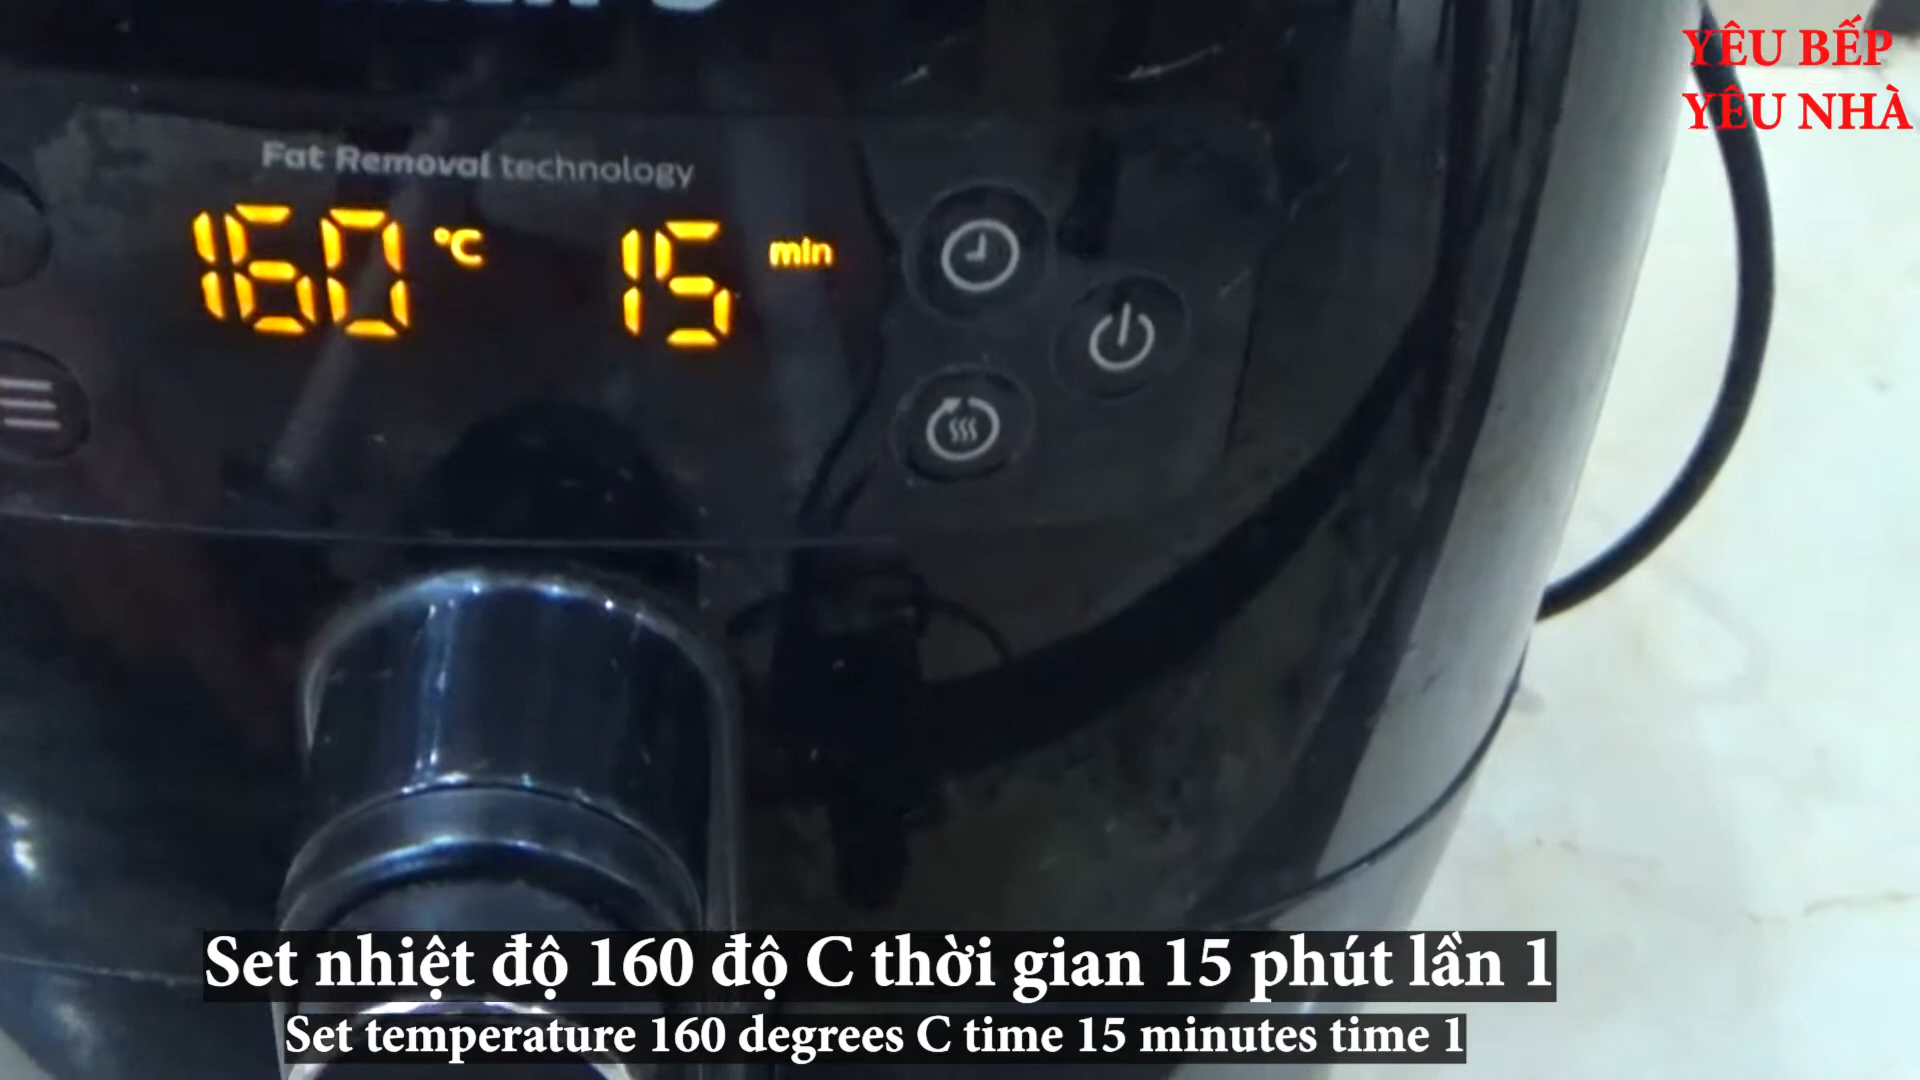 YÊU BẾP
YÊU NHÀ
Fat Removal technology
160 °C 15 min
Set nhiệt độ 160 độ C thời gian 15 phút lần 1
Set temperature 160 degrees C time 15 minutes time 1